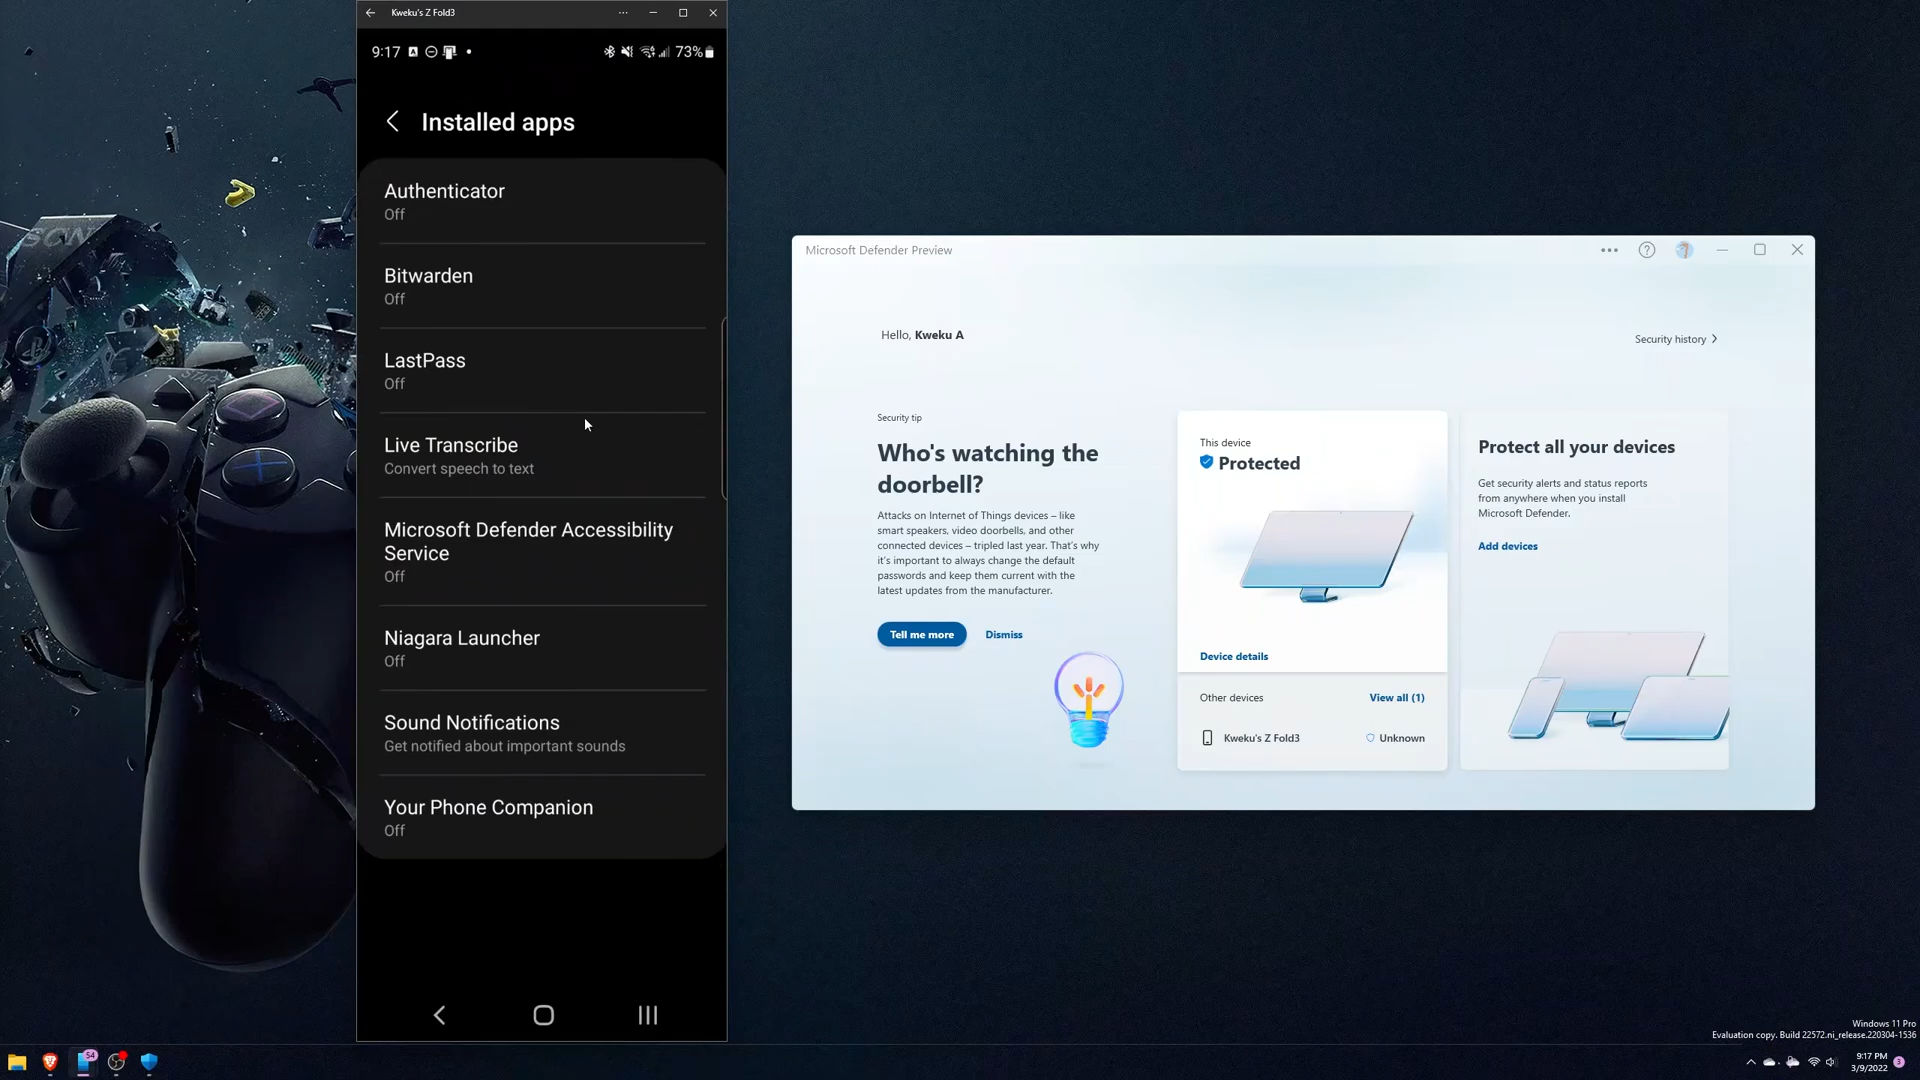 Kweku's Z Fold3
9:17
73%
Installed apps
Authenticator
Off
Bitwarden
Off
LastPass
Off
Live Transcribe
Convert speech to text
Microsoft Defender Accessibility
Service
Off
Niagara Launcher
Off
Sound Notifications
Get notified about important sounds
Your Phone Companion
Off
Microsoft Defender Preview
Hello, Kweku A
Security history
Security tip
Who's watching the
doorbell?
Attacks on Internet of Things devices – like
smart speakers, video doorbells, and other
connected devices – tripled last year. That's why
it's important to always change the default
passwords and keep them current with the
latest updates from the manufacturer.
Tell me more
Dismiss
This device
Protected
Device details
Other devices
View all (1)
Kweku's Z Fold3
Unknown
Protect all your devices
Get security alerts and status reports
from anywhere when you install
Microsoft Defender.
Add devices
Windows 11 Pro
Evaluation copy. Build 22572.ni_release.220304-1536
54
9:17 PM
3/9/2022
3